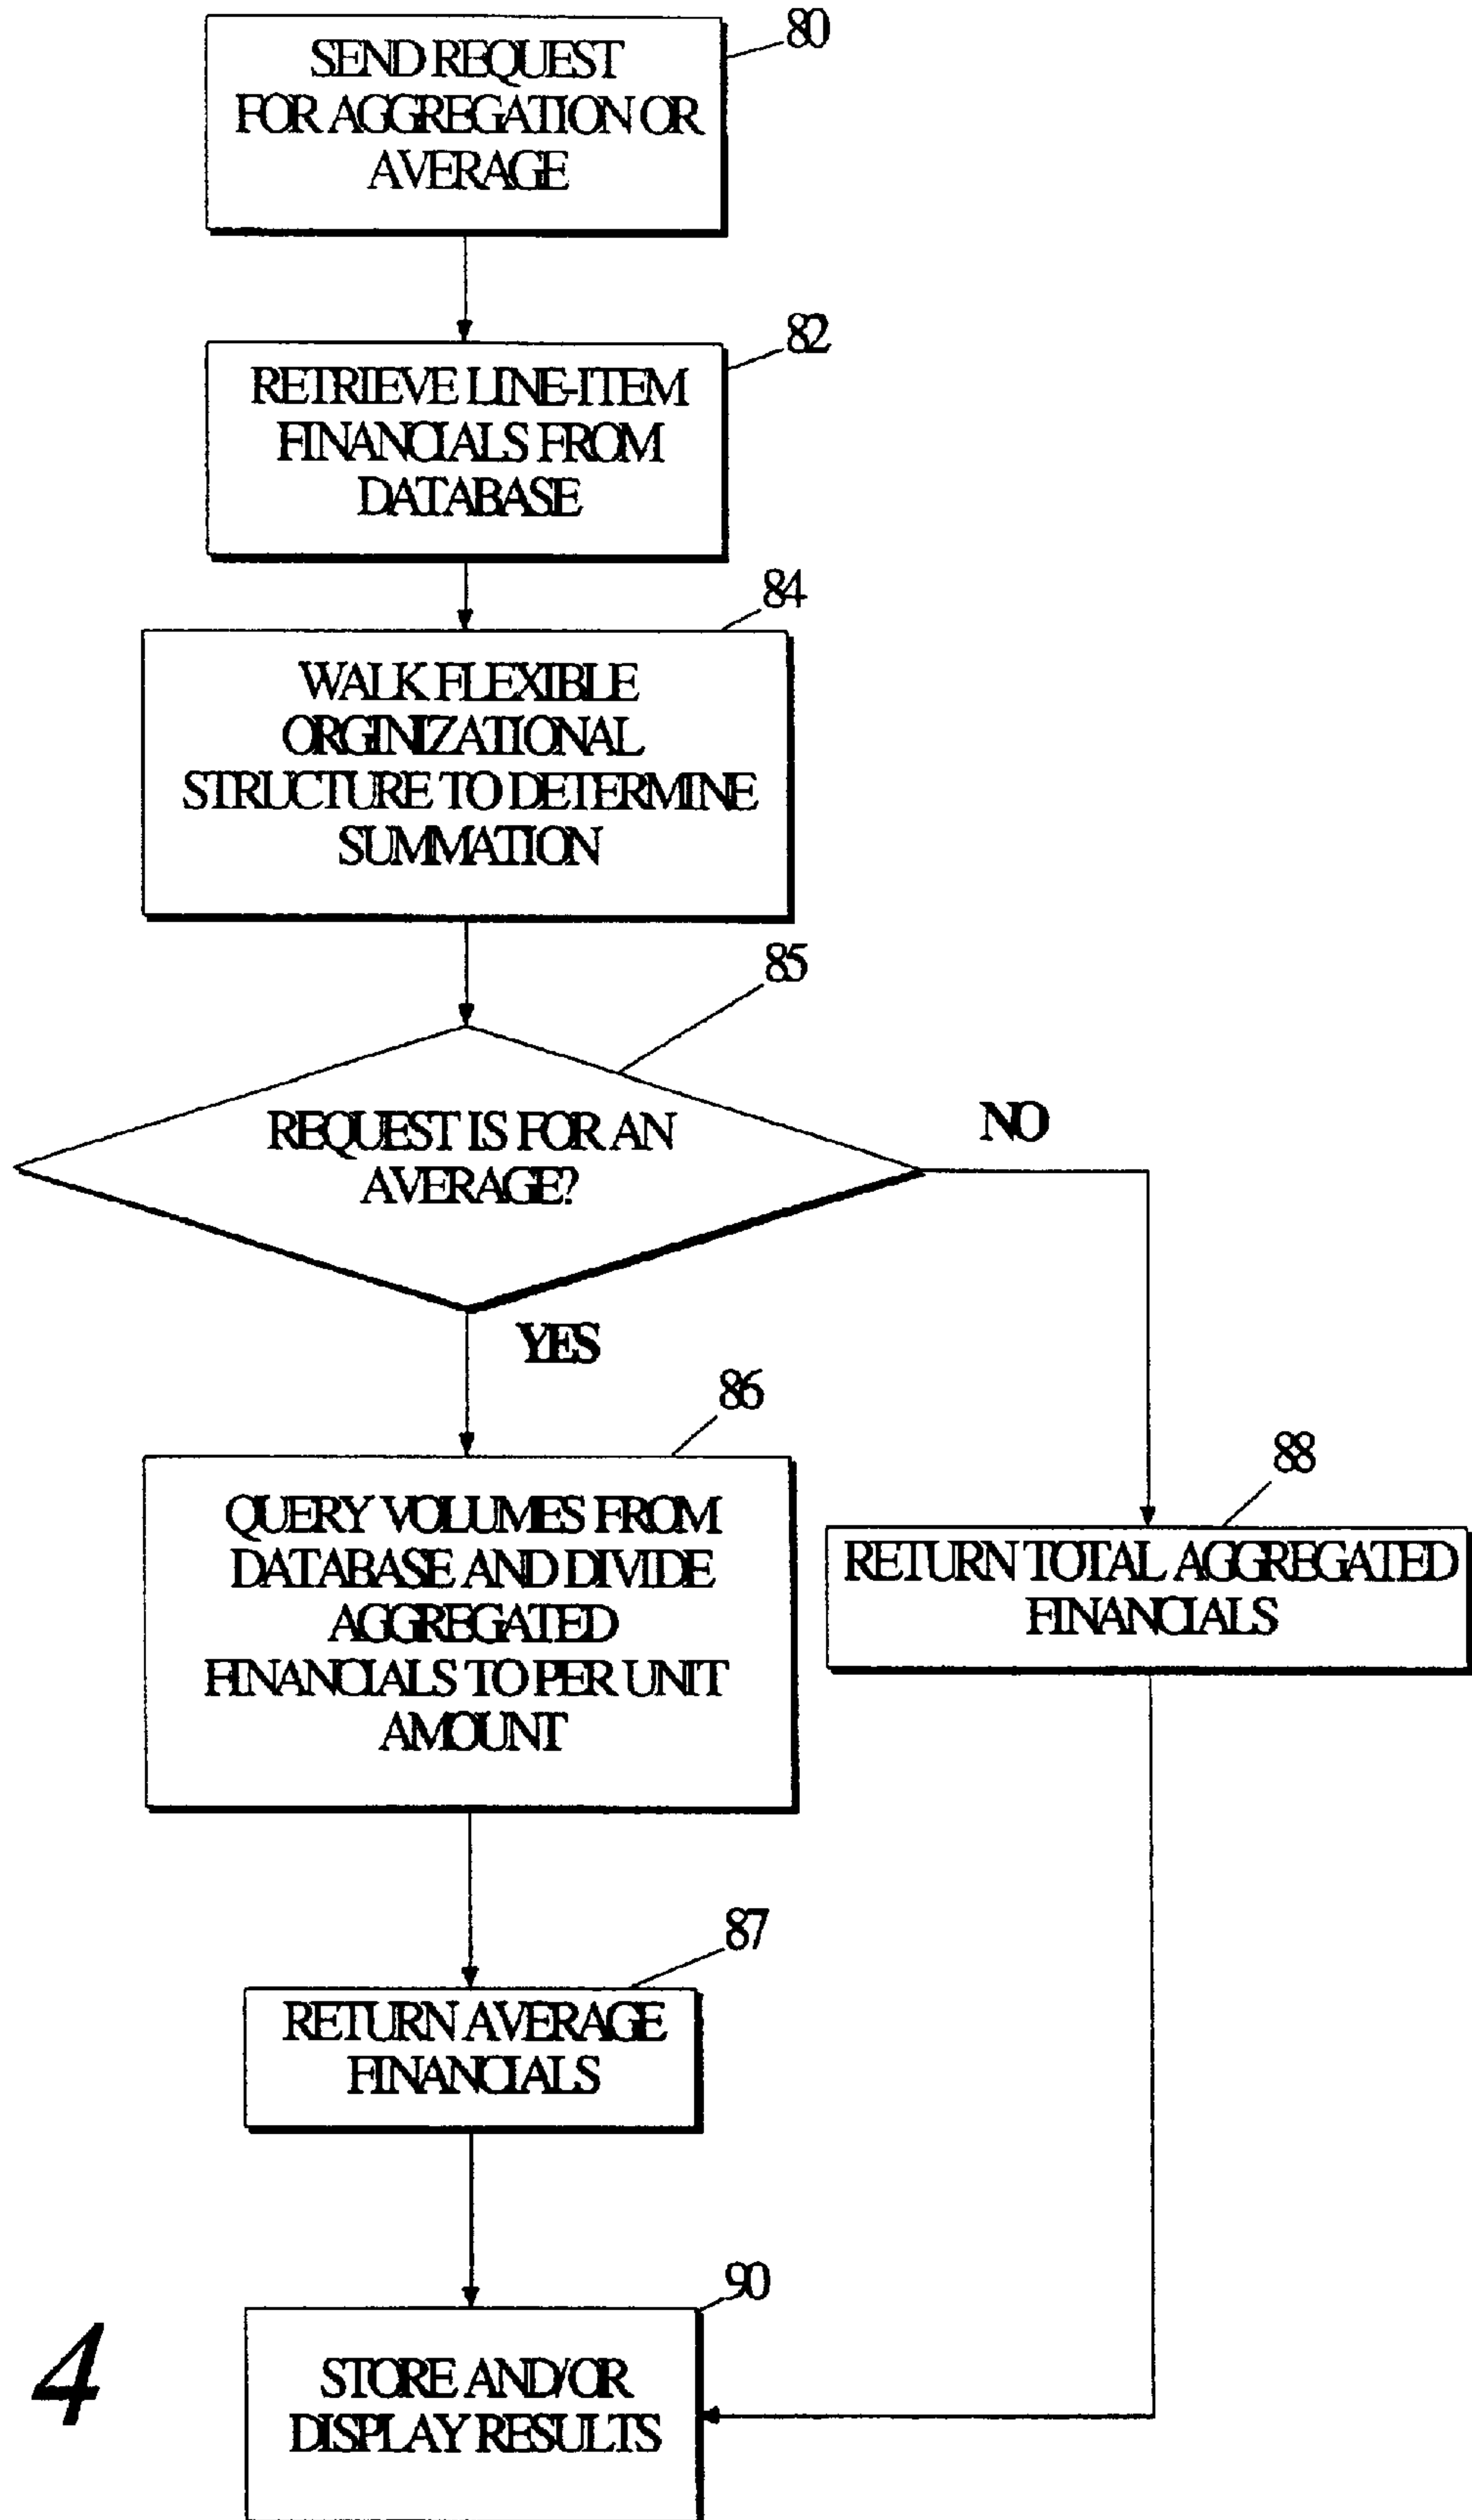 80
SEND REQUEST
FOR AGGREGATION OR
AVERAGE
82
RETRIEVE LINE-ITEM
FINANCIALS FROM
DATABASE
84
WALK FLEXIBLE
ORGINIZATIONAL
STRUCTURE TO DETERMINE
SUMMATION
85
REQUEST IS FOR AN
AVERAGE?
NO
YES
86
QUERY VOLUMES FROM
DATABASE AND DIVIDE
AGGREGATED
FINANCIALS TO PER UNIT
AMOUNT
88
RETURN TOTAL AGGREGATED
FINANCIALS
87
RETURN AVERAGE
FINANCIALS
90
STORE AND/OR
DISPLAY RESULTS
4